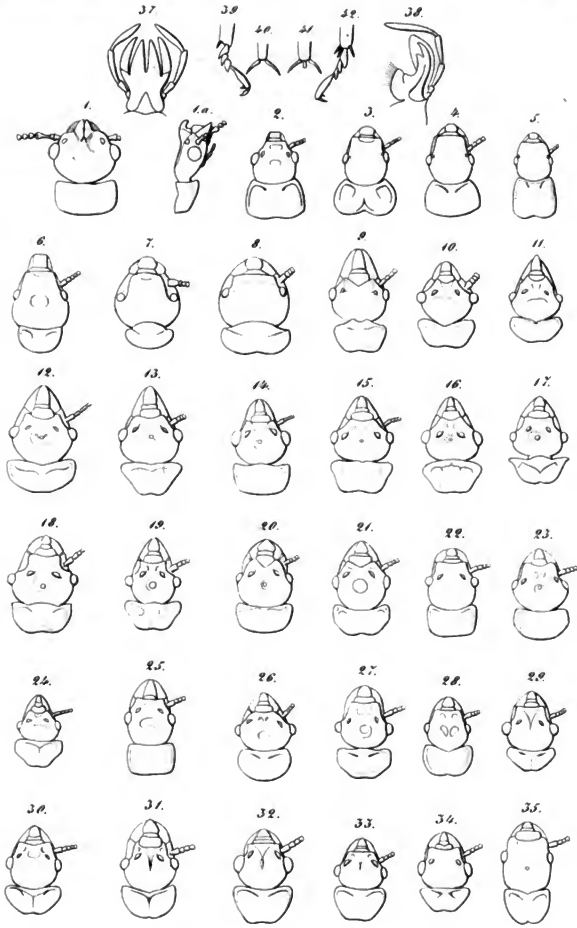 37. 39. 40. 41. 42. 38.
1. 1.a. 2. 3. 4. 5.
6. 7. 8. 9. 10. 11.
12. 13. 14. 15. 16. 17.
18. 19. 20. 21. 22. 23.
24. 25. 26. 27. 28. 29.
30. 31. 32. 33. 34. 35.